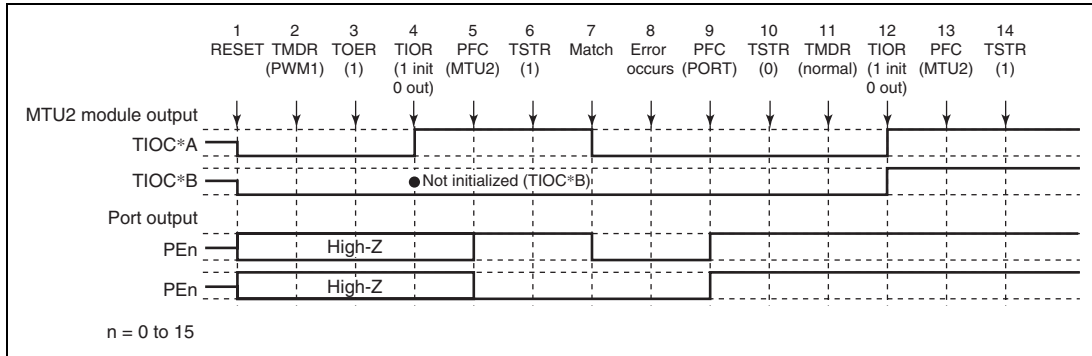 1 2 3 4 5 6 7 8 9 10 11 12 13 14
RESET TMDR TOER TIOR PFC TSTR Match Error PFC TSTR TMDR TIOR PFC TSTR
(PWM1) (1) (1 init (MTU2) (1) occurs (PORT) (0) (normal) (1 init (MTU2) (1)
0 out) 0 out)
MTU2 module output
TIOC*A
TIOC*B
Not initialized (TIOC*B)
Port output
PEn
High-Z
PEn
High-Z
n = 0 to 15